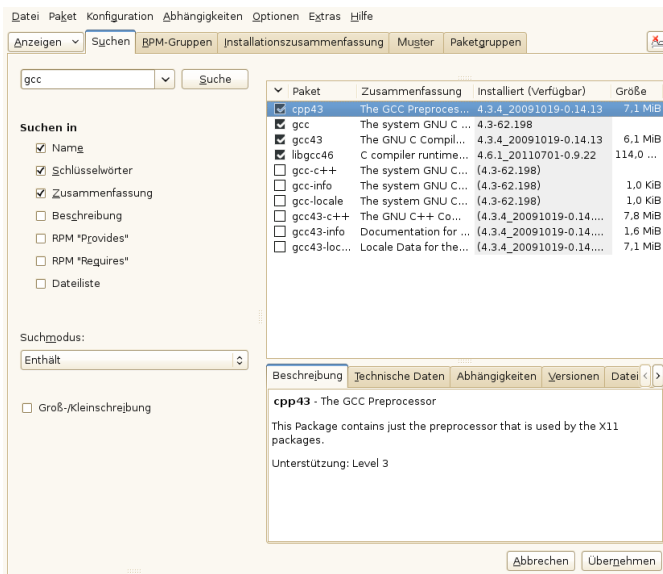 Datei Paket Konfiguration Abhängigkeiten Optionen Extras Hilfe
Anzeigen Suchen RPM-Gruppen Installationszusammenfassung Muster Paketgruppen
gcc Suche
Suchen in
Name
Schlüsselwörter
Zusammenfassung
Beschreibung
RPM "Provides"
RPM "Requires"
Dateiliste
Suchmodus:
Enthält
Groß-/Kleinschreibung
Paket Zusammenfassung Installiert (Verfügbar) Größe
cpp43 The GCC Preproces... 4.3.4_20091019-0.14.13 7,1 MiB
gcc The system GNU C ... 4.3-62.198
gcc43 The GNU C Compil... 4.3.4_20091019-0.14.13 6,1 MiB
libgcc46 C compiler runtime... 4.6.1_20110701-0.9.22 114,0 ...
gcc-c++ The system GNU C... (4.3-62.198)
gcc-info The system GNU C... (4.3-62.198) 1,0 KiB
gcc-locale The system GNU C... (4.3-62.198) 1,0 KiB
gcc43-c++ The GNU C++ Co... (4.3.4_20091019-0.14.... 7,8 MiB
gcc43-info Documentation for ... (4.3.4_20091019-0.14.... 1,6 MiB
gcc43-loc... Locale Data for the... (4.3.4_20091019-0.14.... 7,1 MiB
Beschreibung Technische Daten Abhängigkeiten Versionen Datei
cpp43 - The GCC Preprocessor
This Package contains just the preprocessor that is used by the X11
packages.
Unterstützung: Level 3
Abbrechen Übernehmen